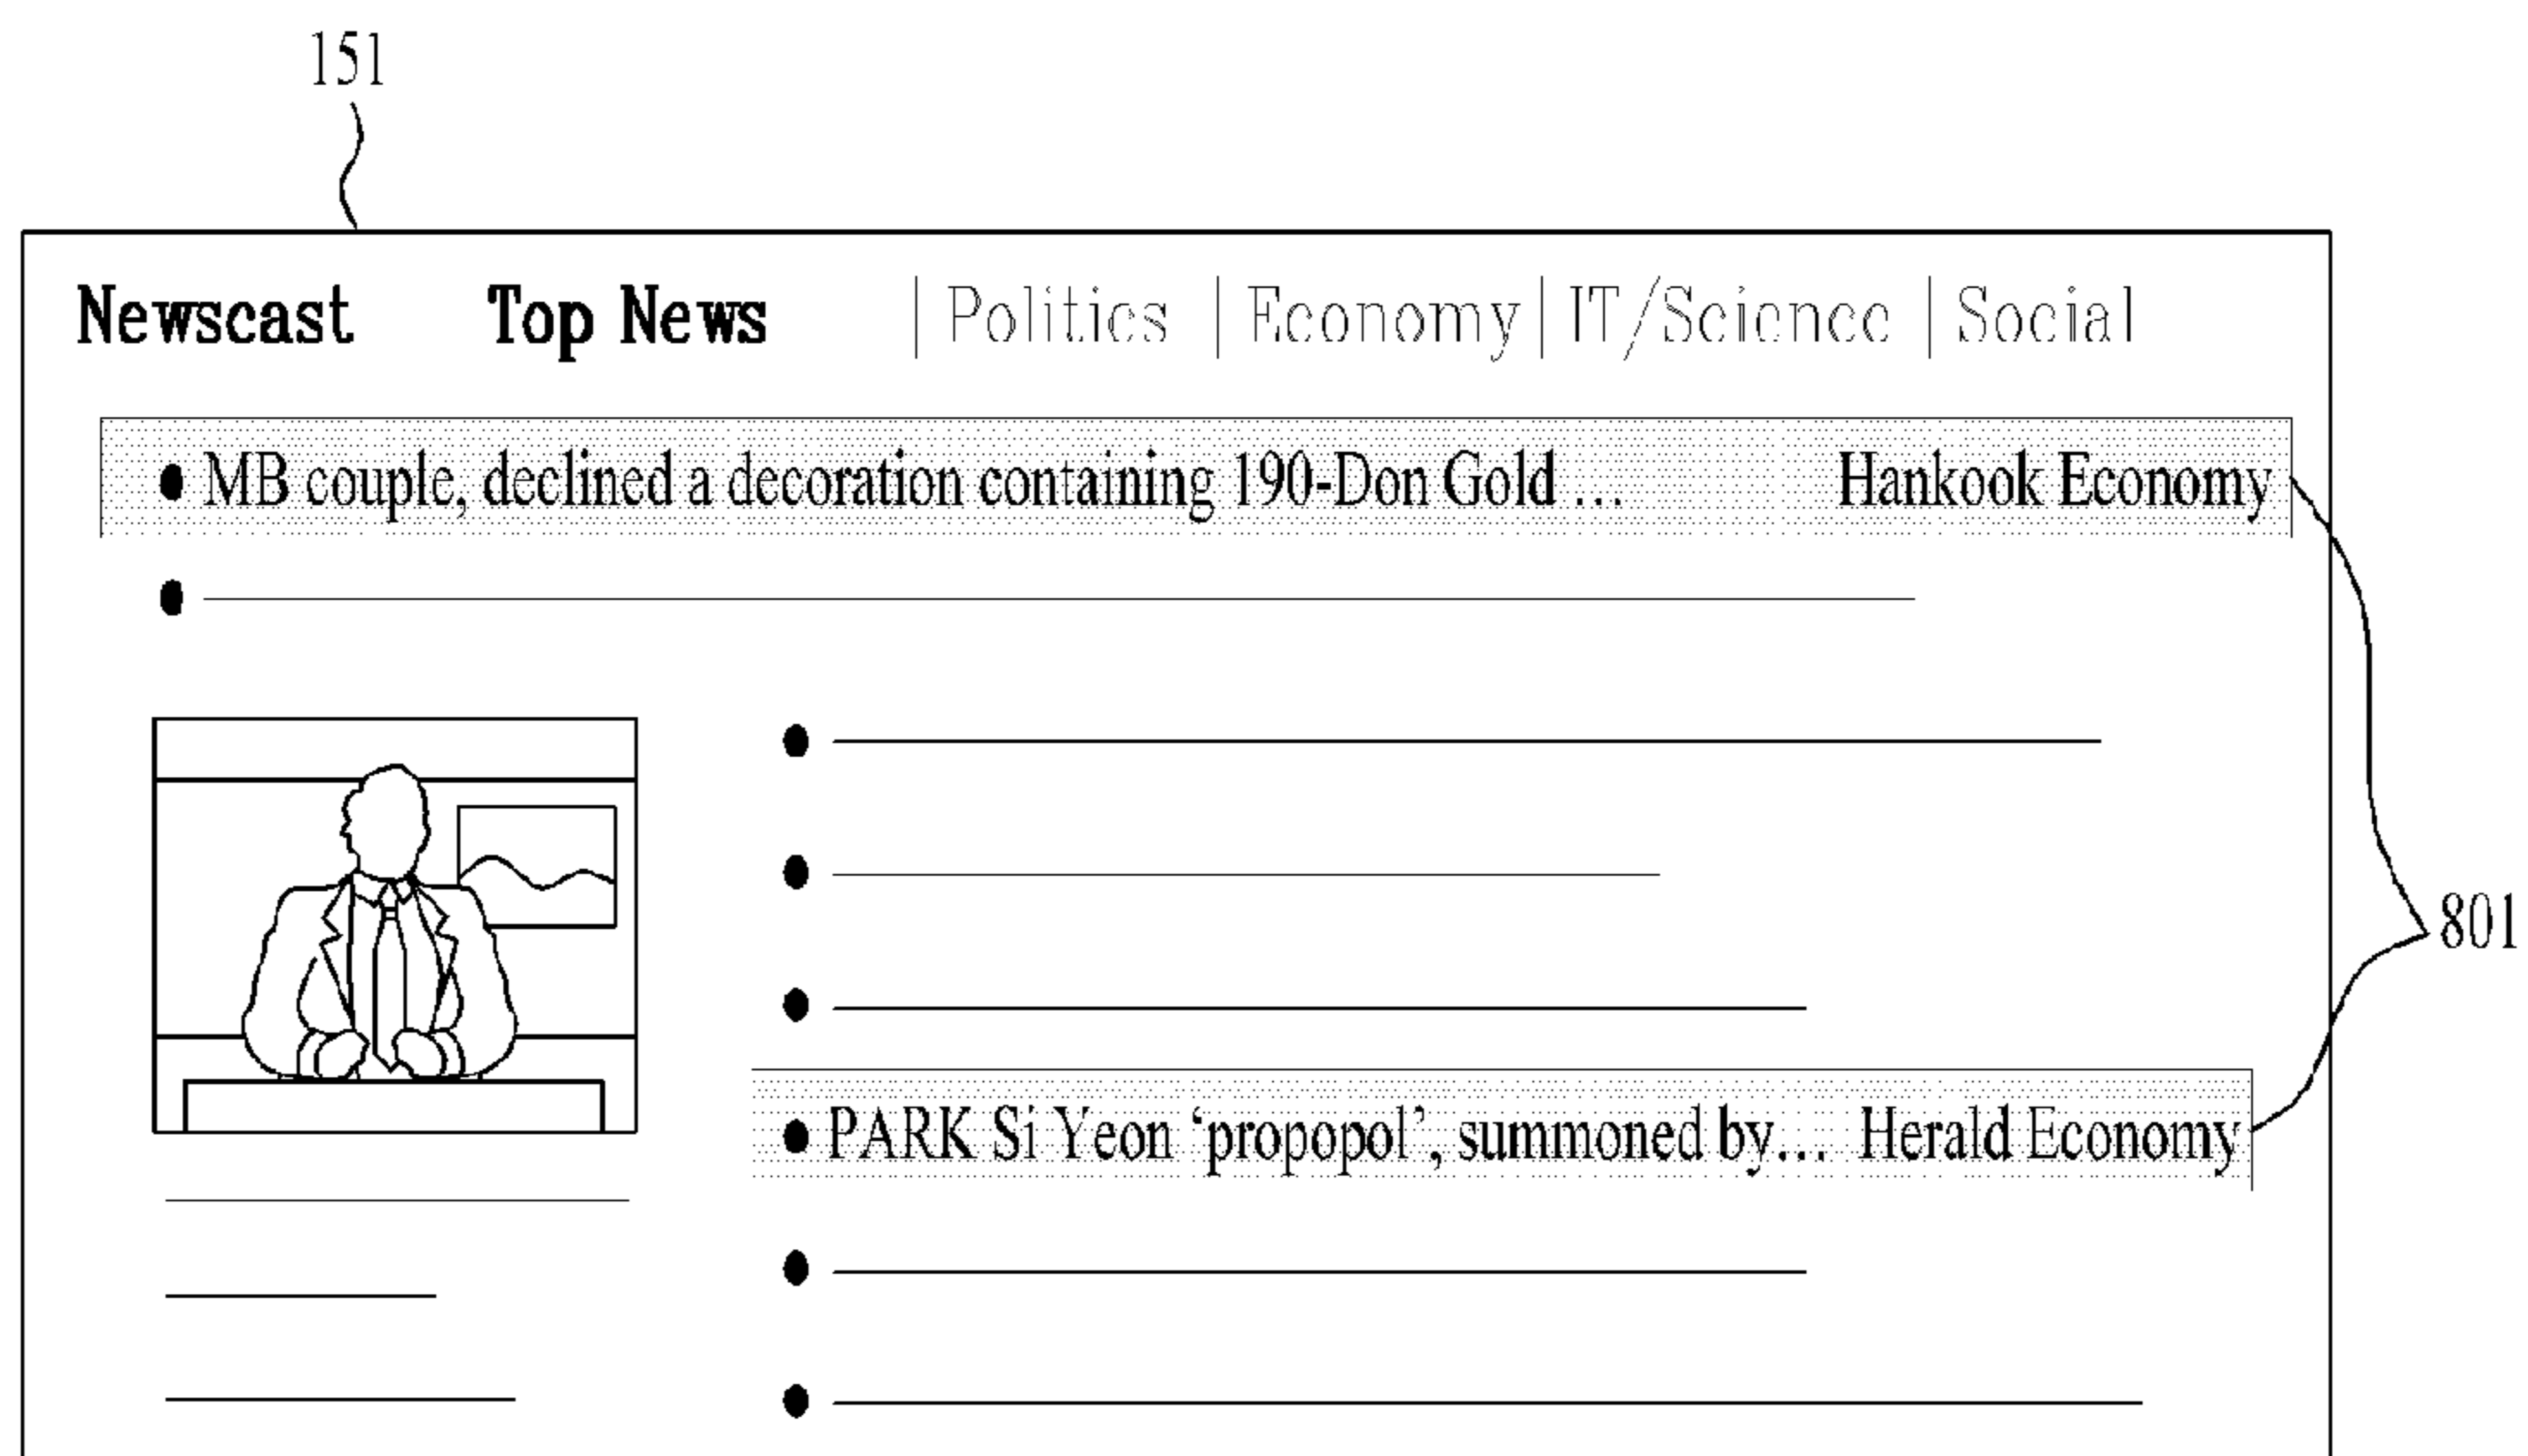 151
Newscast Top News | Politics | Economy | IT/Science | Social
• MB couple, declined a decoration containing 190-Don Gold ... Hankook Economy
801
• PARK Si Yeon ‘propopol’, summoned by... Herald Economy